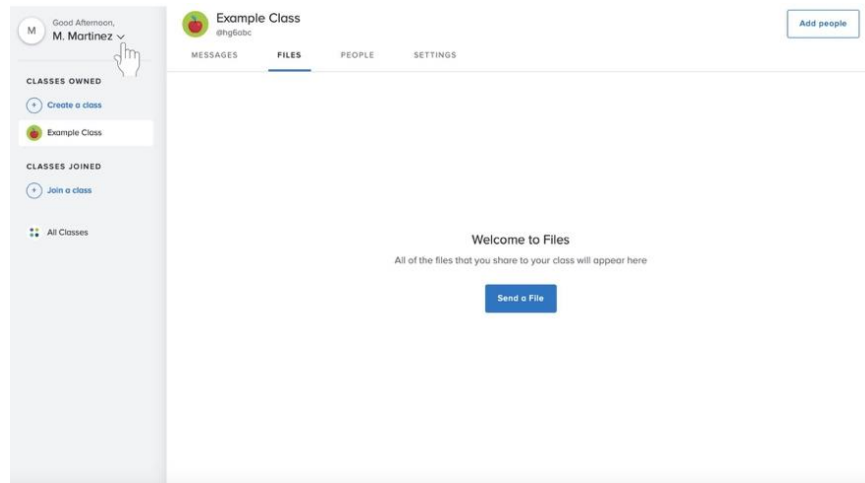 M
Good Afternoon,
M. Martinez
CLASSES OWNED
Create a class
Example Class
CLASSES JOINED
Join a class
All Classes
Example Class
@hg6abc
Add people
MESSAGES FILES PEOPLE SETTINGS
Welcome to Files
All of the files that you share to your class will appear here
Send a File